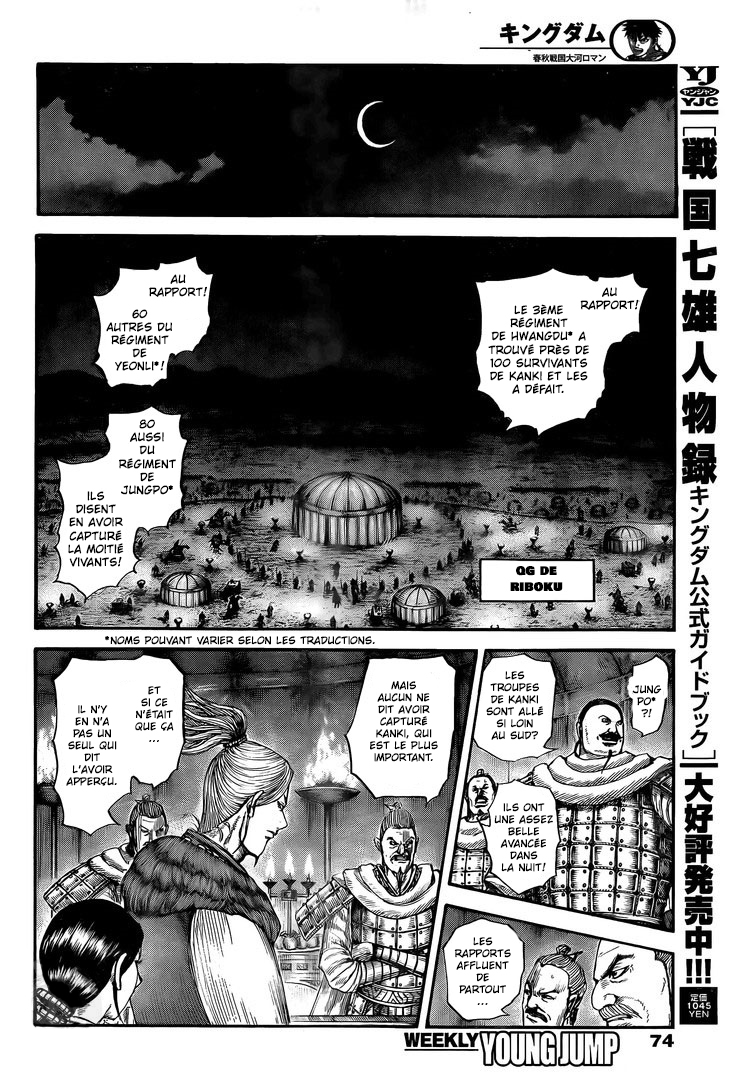 キングダム
春秋戦国大河ロマン
YJ
ヤンジャン
YJC
[戦国七雄人物録キングダム公式ガイドブック]大好評発売中!!!
定価
1045
YEN
AU
RAPPORT!
LE 3ÈME
RÉGIMENT
DE HWANGDU* A
TROUVÉ PRÈS DE
100 SURVIVANTS
DE KANKI ET LES
A DÉFAIT.
AU
RAPPORT!
60
AUTRES DU
RÉGIMENT
DE
YEONLI*!
80
AUSSI
DU
RÉGIMENT
DE
JUNGPO*
ILS
DISENT
EN AVOIR
CAPTURÉ
LA MOITIÉ
VIVANTS!
QG DE
RIBOKU
*NOMS POUVANT VARIER SELON LES TRADUCTIONS.
JUNG
PO*
?!
LES
TROUPES
DE KANKI
SONT ALLÉ
SI LOIN
AU SUD?
ILS ONT
UNE ASSEZ
BELLE
AVANCÉE
DANS
LA NUIT!
LES
RAPPORTS
AFFLUENT
DE
PARTOUT
...
MAIS
AUCUN NE
DIT AVOIR
CAPTURÉ
KANKI, QUI
EST LE PLUS
IMPORTANT.
ET
SI CE
N'ÉTAIT
QUE ÇA
...
IL N'Y
EN N'A
PAS UN
SEUL QUI
DIT
L'AVOIR
APPERÇU.
WEEKLY YOUNG JUMP 74